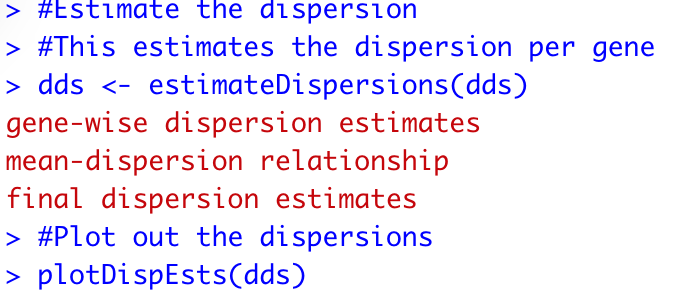 > #Estimate the dispersion
> #This estimates the dispersion per gene
> dds <- estimateDispersions(dds)
gene-wise dispersion estimates
mean-dispersion relationship
final dispersion estimates
> #Plot out the dispersions
> plotDispEsts(dds)